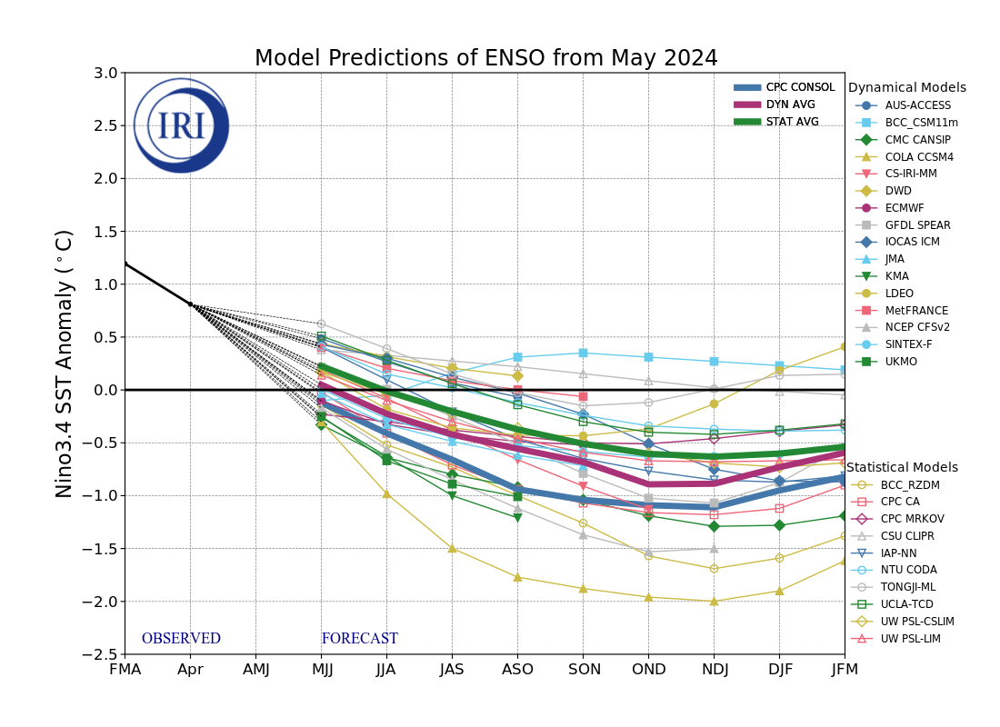 Model Predictions of ENSO from May 2024
Nino3.4 SST Anomaly (°C)
3.0
2.5
2.0
1.5
1.0
0.5
0.0
−0.5
−1.0
−1.5
−2.0
−2.5
IRI
CPC CONSOL
DYN AVG
STAT AVG
OBSERVED
FORECAST
FMA Apr AMJ MJJ JJA JAS ASO SON OND NDJ DJF JFM
Dynamical Models
AUS-ACCESS
BCC_CSM11m
CMC CANSIP
COLA CCSM4
CS-IRI-MM
DWD
ECMWF
GFDL SPEAR
IOCAS ICM
JMA
KMA
LDEO
MetFRANCE
NCEP CFSv2
SINTEX-F
UKMO
Statistical Models
BCC_RZDM
CPC CA
CPC MRKOV
CSU CLIPR
IAP-NN
NTU CODA
TONGJI-ML
UCLA-TCD
UW PSL-CSLIM
UW PSL-LIM